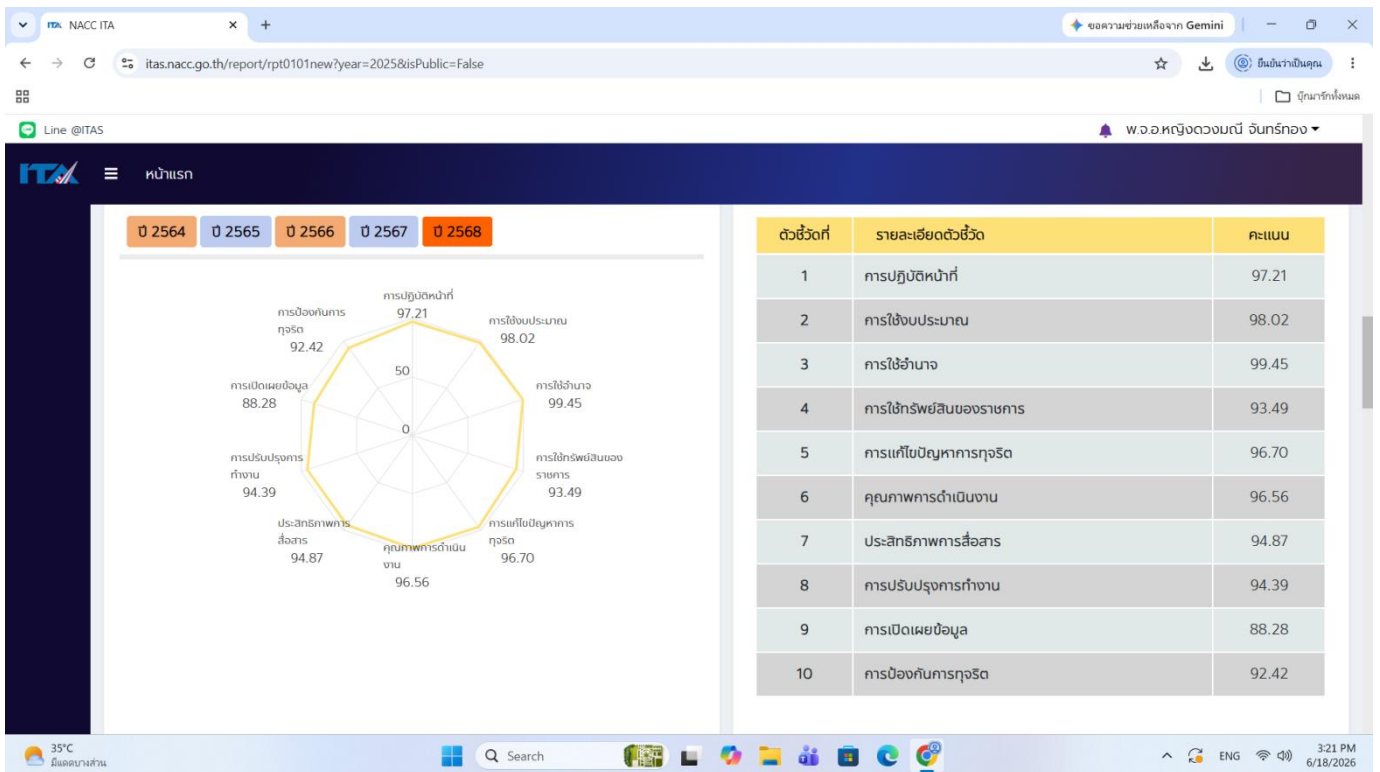 NACC ITA
ขอความช่วยเหลือจาก Gemini
itas.nacc.go.th/report/rpt0101new?year=2025&isPublic=False
ยืนยันว่าเป็นคุณ
บุ๊กมาร์กทั้งหมด
Line @ITAS
พ.จ.อ.หญิงดวงมณี จันทร์ทอง
ITA
หน้าแรก
ปี 2564 ปี 2565 ปี 2566 ปี 2567 ปี 2568
การปฏิบัติหน้าที่
97.21
การใช้งบประมาณ
98.02
การใช้อำนาจ
99.45
การใช้ทรัพย์สินของ
ราชการ
93.49
การแก้ไขปัญหาการ
ทุจริต
96.70
คุณภาพการดำเนิน
งาน
96.56
ประสิทธิภาพการ
สื่อสาร
94.87
การปรับปรุงการ
ทำงาน
94.39
การเปิดเผยข้อมูล
88.28
การป้องกันการ
ทุจริต
92.42
50
0
ตัวชี้วัดที่ รายละเอียดตัวชี้วัด คะแนน
1 การปฏิบัติหน้าที่ 97.21
2 การใช้งบประมาณ 98.02
3 การใช้อำนาจ 99.45
4 การใช้ทรัพย์สินของราชการ 93.49
5 การแก้ไขปัญหาการทุจริต 96.70
6 คุณภาพการดำเนินงาน 96.56
7 ประสิทธิภาพการสื่อสาร 94.87
8 การปรับปรุงการทำงาน 94.39
9 การเปิดเผยข้อมูล 88.28
10 การป้องกันการทุจริต 92.42
35°C
มีแดดบางส่วน
Search
ENG
3:21 PM
6/18/2026